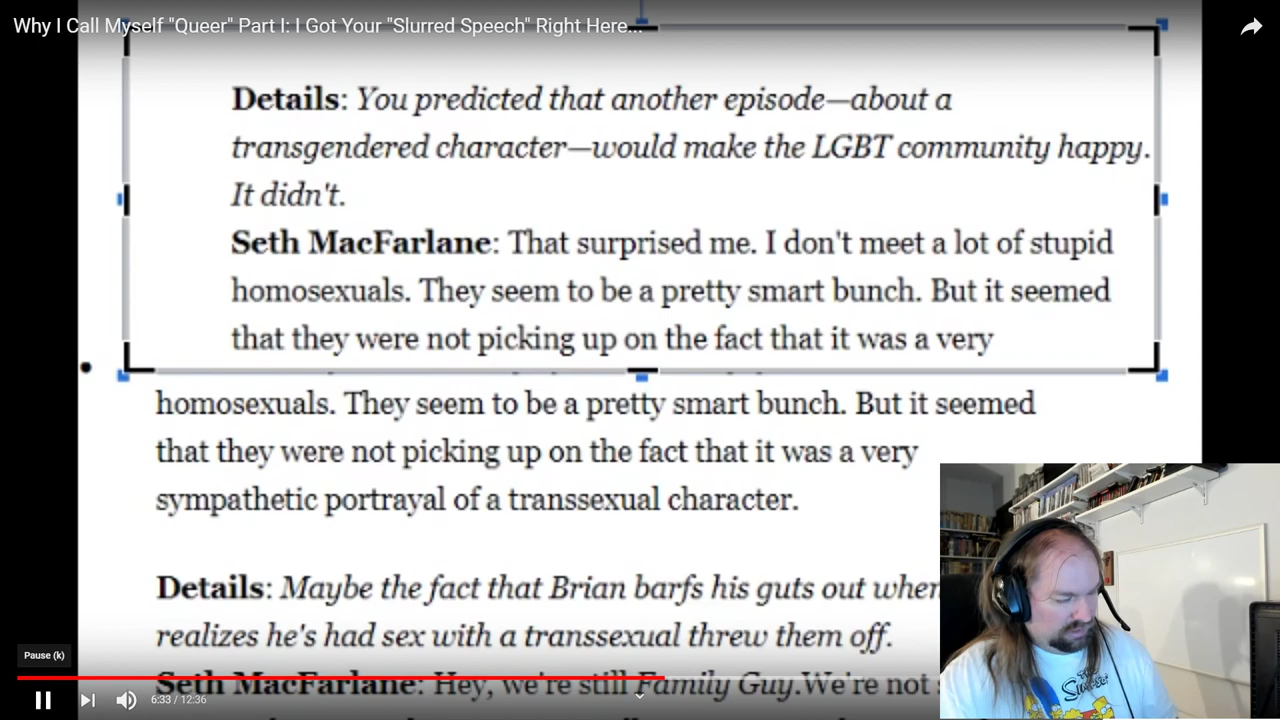 Why I Call Myself "Queer" Part I: I Got Your "Slurred Speech" Right Here...
Details: You predicted that another episode—about a
transgendered character—would make the LGBT community happy.
It didn't.
Seth MacFarlane: That surprised me. I don't meet a lot of stupid
homosexuals. They seem to be a pretty smart bunch. But it seemed
that they were not picking up on the fact that it was a very
homosexuals. They seem to be a pretty smart bunch. But it seemed
that they were not picking up on the fact that it was a very
sympathetic portrayal of a transsexual character.
Details: Maybe the fact that Brian barfs his guts out when
realizes he's had sex with a transsexual threw them off.
Seth MacFarlane: Hey, we're still Family Guy.We're not
Pause (k)
6:33 / 12:36
The